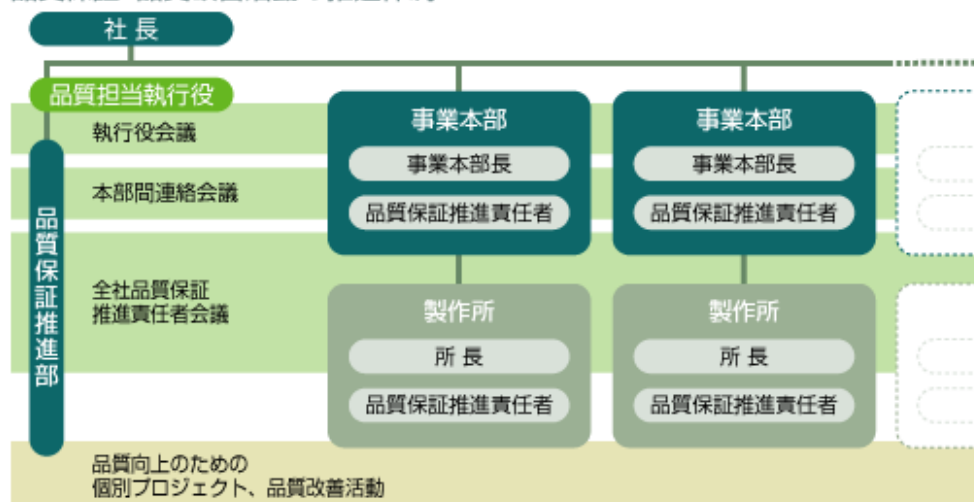 社長
品質担当執行役
執行役会議
本部間連絡会議
全社品質保証
推進責任者会議
品質保証推進部
事業本部
事業本部長
品質保証推進責任者
製作所
所長
品質保証推進責任者
事業本部
事業本部長
品質保証推進責任者
製作所
所長
品質保証推進責任者
品質向上のための
個別プロジェクト、品質改善活動